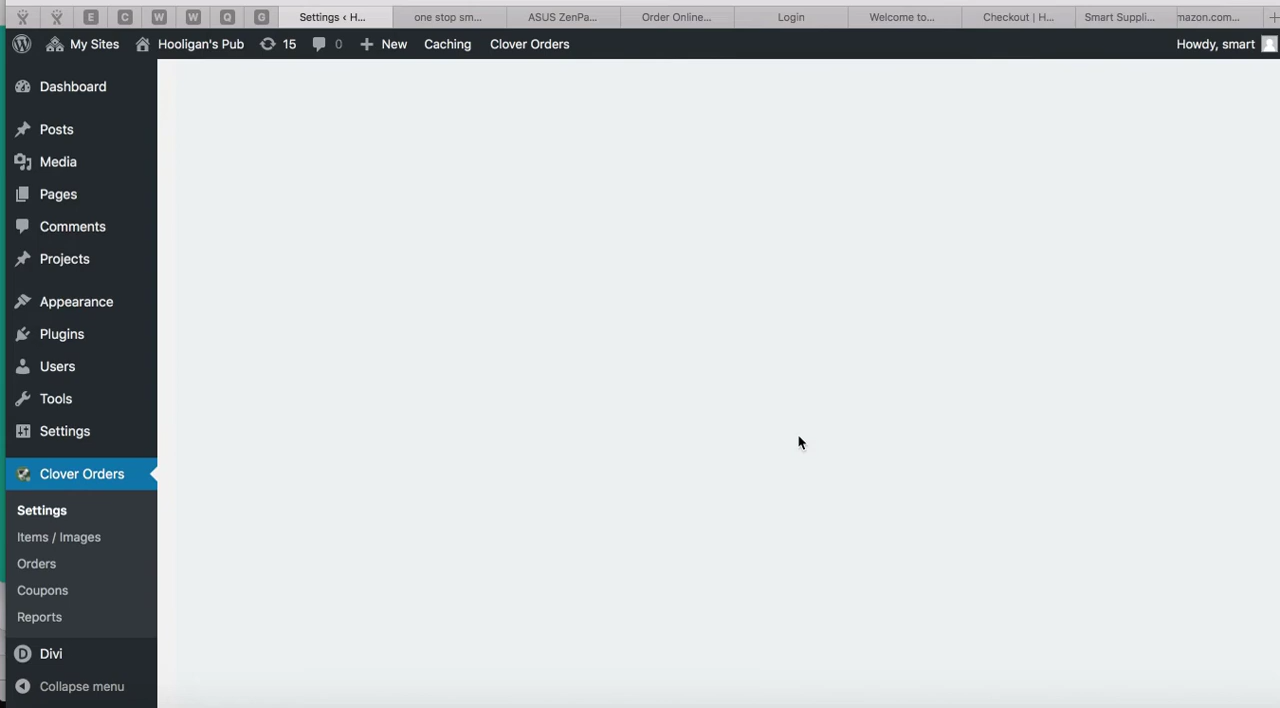 E C W W Q G Settings ‹ H... one stop sm... ASUS ZenPa... Order Online... Login Welcome to... Checkout | H... Smart Suppli... mazon.com... +
My Sites Hooligan's Pub 15 0 + New Caching Clover Orders Howdy, smart
Dashboard
Posts
Media
Pages
Comments
Projects
Appearance
Plugins
Users
Tools
Settings
Clover Orders
Settings
Items / Images
Orders
Coupons
Reports
D Divi
Collapse menu